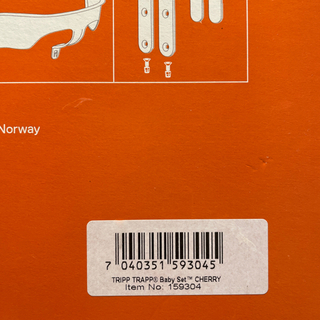 Norway
7 040351 593045
TRIPP TRAPP® Baby Set™ CHERRY
Item No: 159304